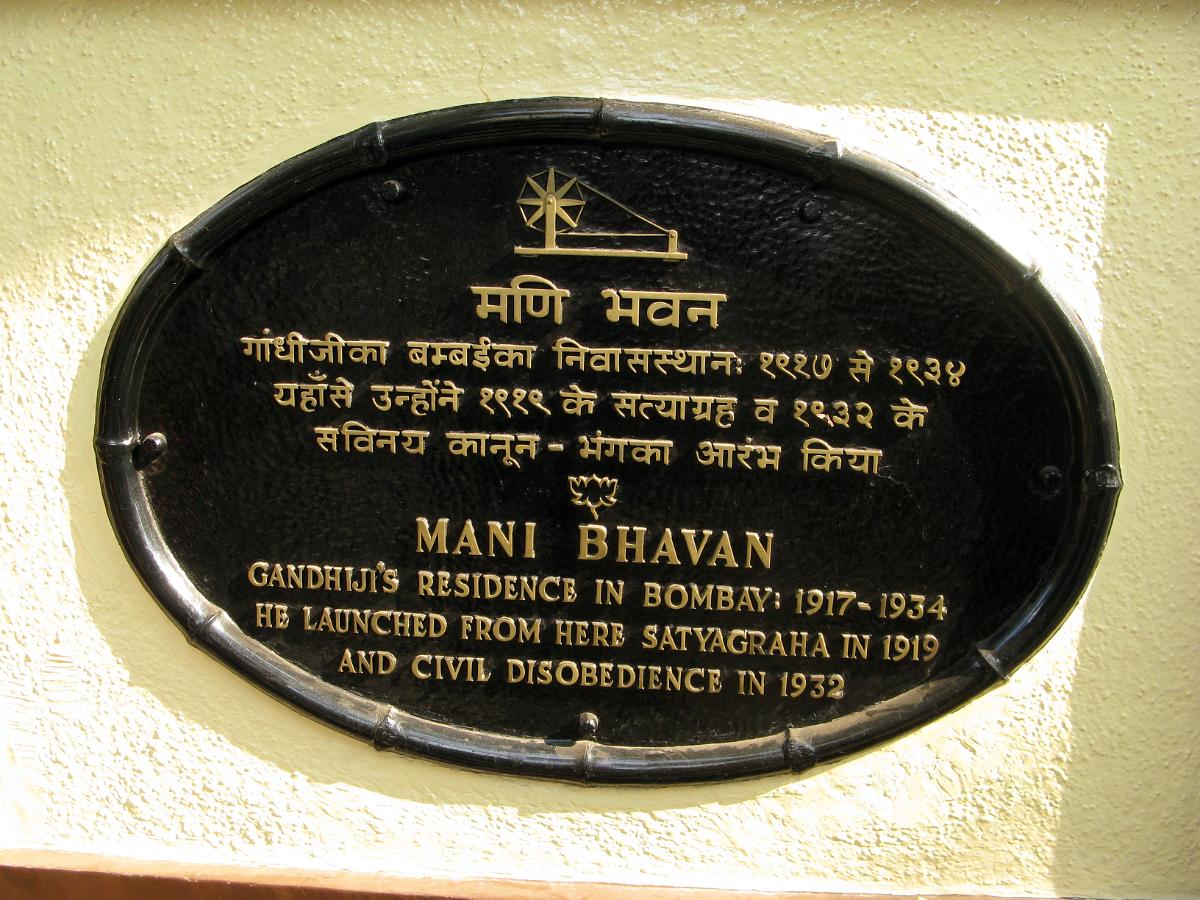 मणि भवन
गांधीजीका बम्बईका निवासस्थानः १९१७ से १९३४
यहाँसे उन्होंने १९१९ के सत्याग्रह व १९३२ के
सविनय कानून - भंगका आरंभ किया
MANI BHAVAN
GANDHIJI'S RESIDENCE IN BOMBAY: 1917-1934
HE LAUNCHED FROM HERE SATYAGRAHA IN 1919
AND CIVIL DISOBEDIENCE IN 1932